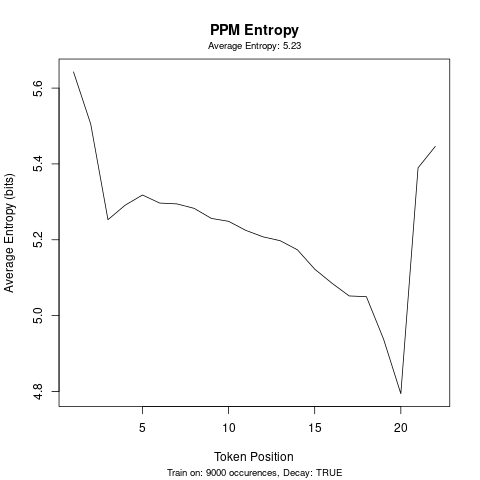 PPM Entropy
Average Entropy: 5.23
Average Entropy (bits)
5.6
5.4
5.2
5.0
4.8
5
10
15
20
Token Position
Train on: 9000 occurences, Decay: TRUE